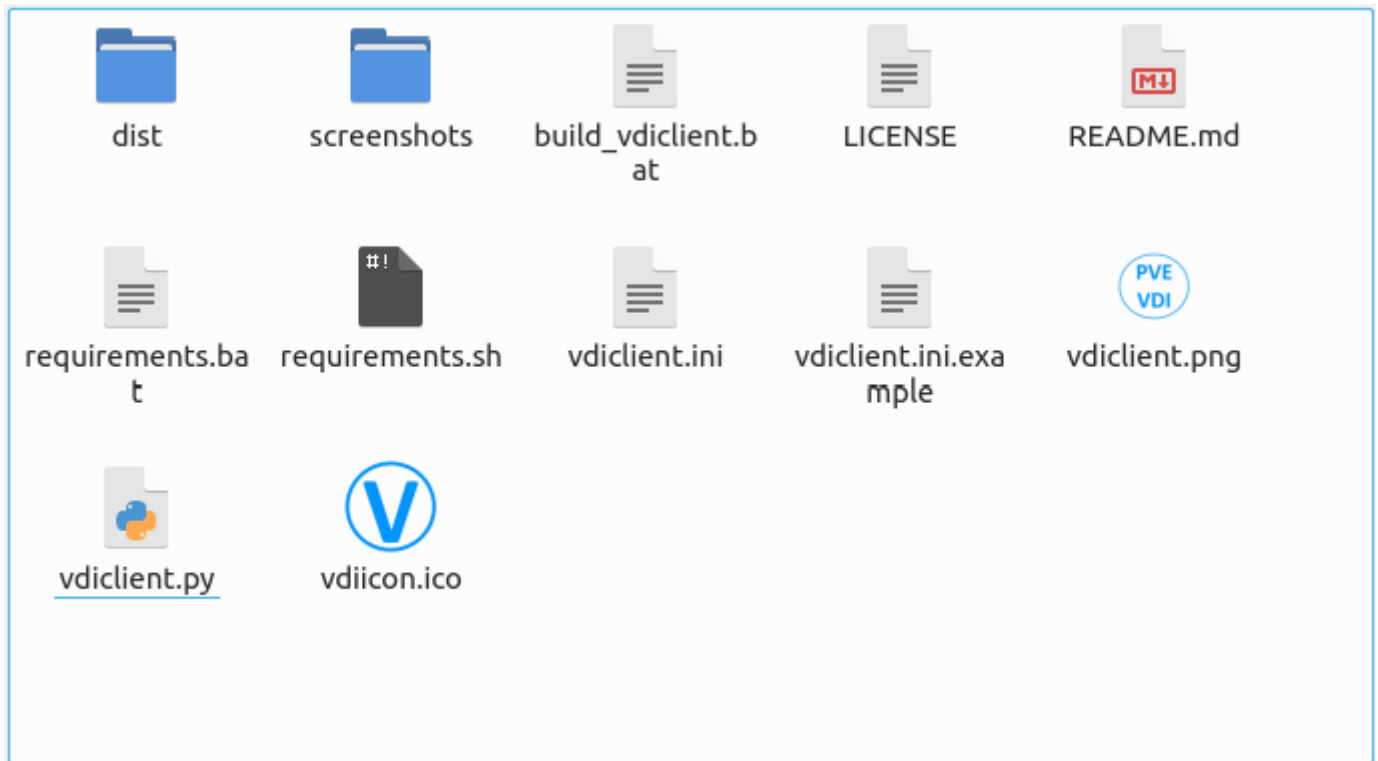 dist
screenshots
build_vdiclient.b
at
LICENSE
M↓
README.md
requirements.ba
t
#!
requirements.sh
vdiclient.ini
vdiclient.ini.exa
mple
PVE
VDI
vdiclient.png
vdiclient.py
V
vdiicon.ico